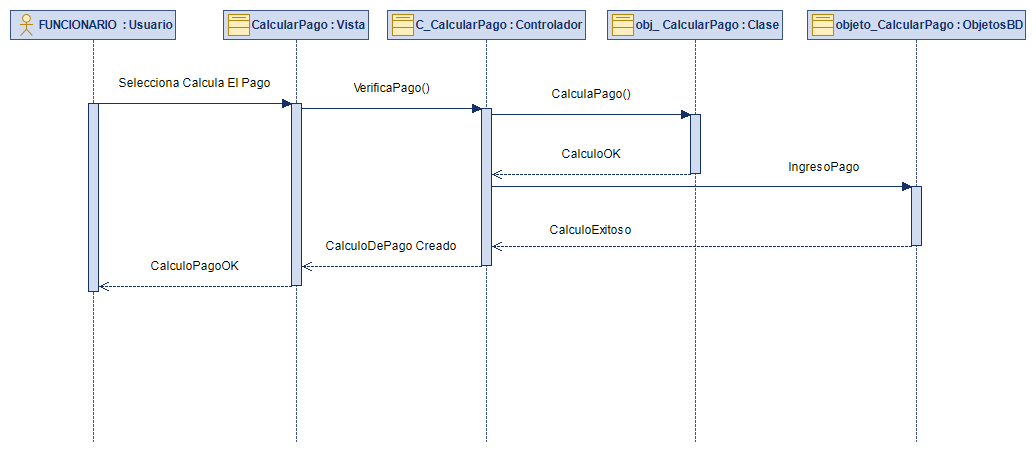 FUNCIONARIO : Usuario
CalcularPago : Vista
C_CalcularPago : Controlador
obj_ CalcularPago : Clase
objeto_CalcularPago : ObjetosBD
Selecciona Calcula El Pago
VerificaPago()
CalculaPago()
CalculoOK
IngresoPago
CalculoExitoso
CalculoDePago Creado
CalculoPagoOK